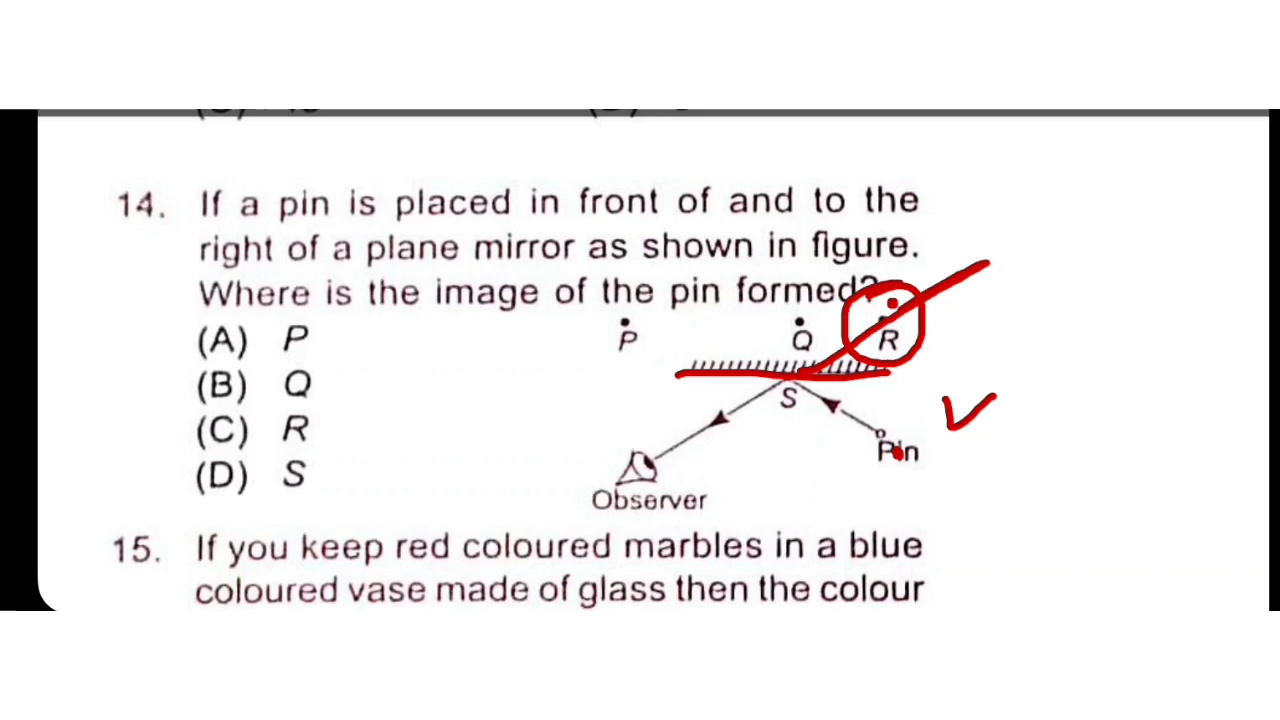 14. If a pin is placed in front of and to the
right of a plane mirror as shown in figure.
Where is the image of the pin formed?
(A) P
(B) Q
(C) R
(D) S
P
Q
R
S
Pin
Observer
15. If you keep red coloured marbles in a blue
coloured vase made of glass then the colour